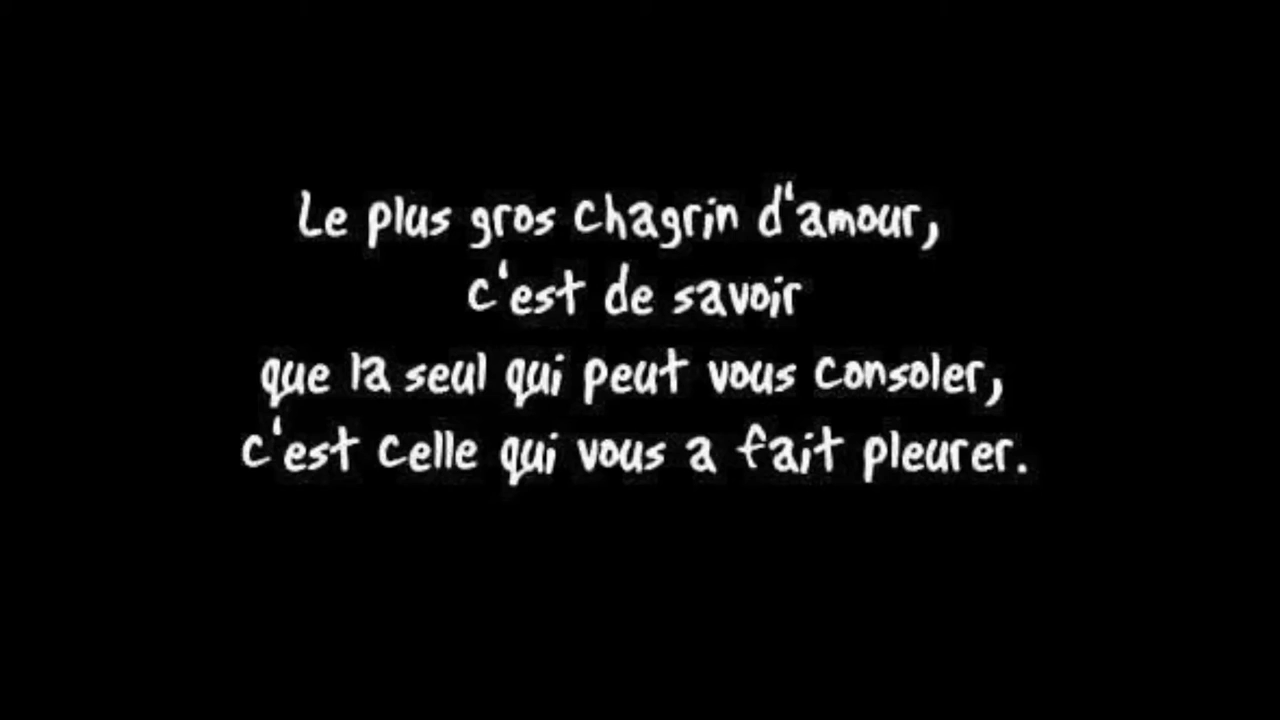 Le plus gros chagrin d'amour,
c'est de savoir
que la seul qui peut vous consoler,
c'est celle qui vous a fait pleurer.